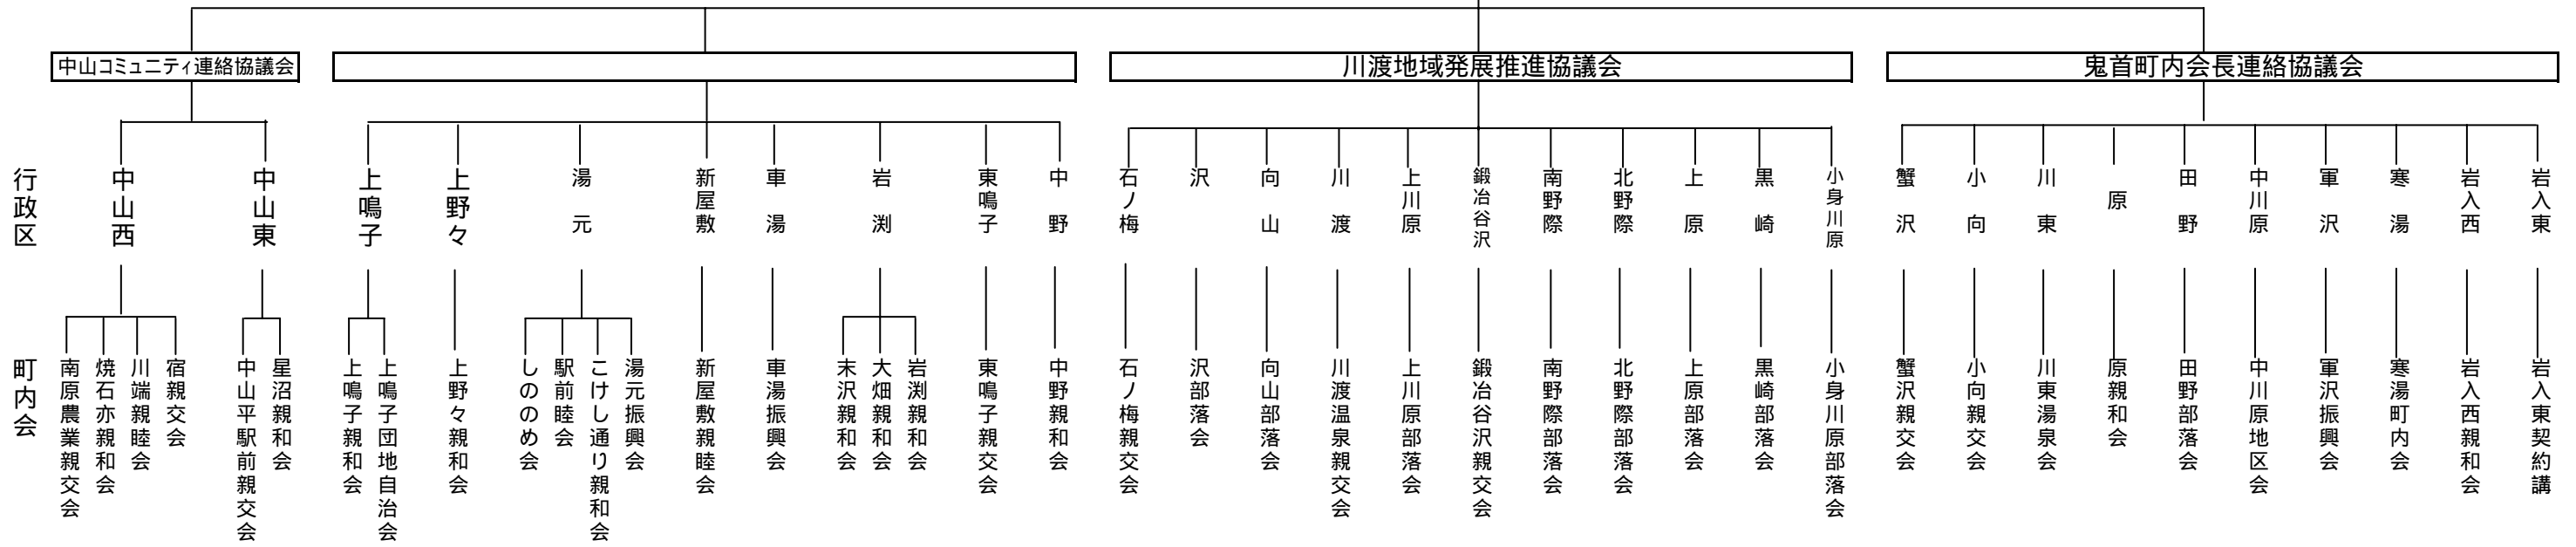 中山コミュニティ連絡協議会
川渡地域発展推進協議会
鬼首町内会長連絡協議会
行政区
中山西
中山東
上鳴子
上野々
湯元
新屋敷
車湯
岩渕
東鳴子
中野
石ノ梅
沢
向山
川渡
上川原
鍛冶谷沢
南野際
北野際
上原
黒崎
小身川原
蟹沢
小向
川東
原
田野
中川原
軍沢
寒湯
岩入西
岩入東
町内会
南原農業親交会
焼石亦親和会
川端親睦会
宿親交会
中山平駅前親交会
星沼親和会
上鳴子親和会
上鳴子団地自治会
上野々親和会
しののめ会
駅前睦会
こけし通り親和会
湯元振興会
新屋敷親睦会
車湯振興会
末沢親和会
大畑親和会
岩渕親和会
東鳴子親交会
中野親和会
石ノ梅親交会
沢部落会
向山部落会
川渡温泉親交会
上川原部落会
鍛冶谷沢親交会
南野際部落会
北野際部落会
上原部落会
黒崎部落会
小身川原部落会
蟹沢親交会
小向親交会
川東湯泉会
原親和会
田野部落会
中川原地区会
軍沢振興会
寒湯町内会
岩入西親和会
岩入東契約講